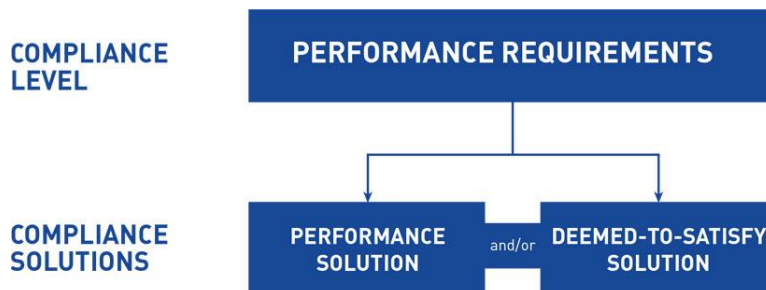 COMPLIANCE
LEVEL
PERFORMANCE REQUIREMENTS
COMPLIANCE
SOLUTIONS
PERFORMANCE
SOLUTION
and/or
DEEMED-TO-SATISFY
SOLUTION